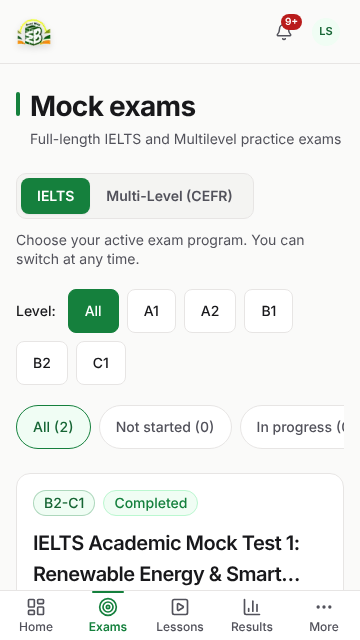 9+
LS
Mock exams
Full-length IELTS and Multilevel practice exams
IELTS
Multi-Level (CEFR)
Choose your active exam program. You can
switch at any time.
Level:
All
A1
A2
B1
B2
C1
All (2)
Not started (0)
In progress (
B2-C1
Completed
IELTS Academic Mock Test 1:
Renewable Energy & Smart...
Home
Exams
Lessons
Results
More